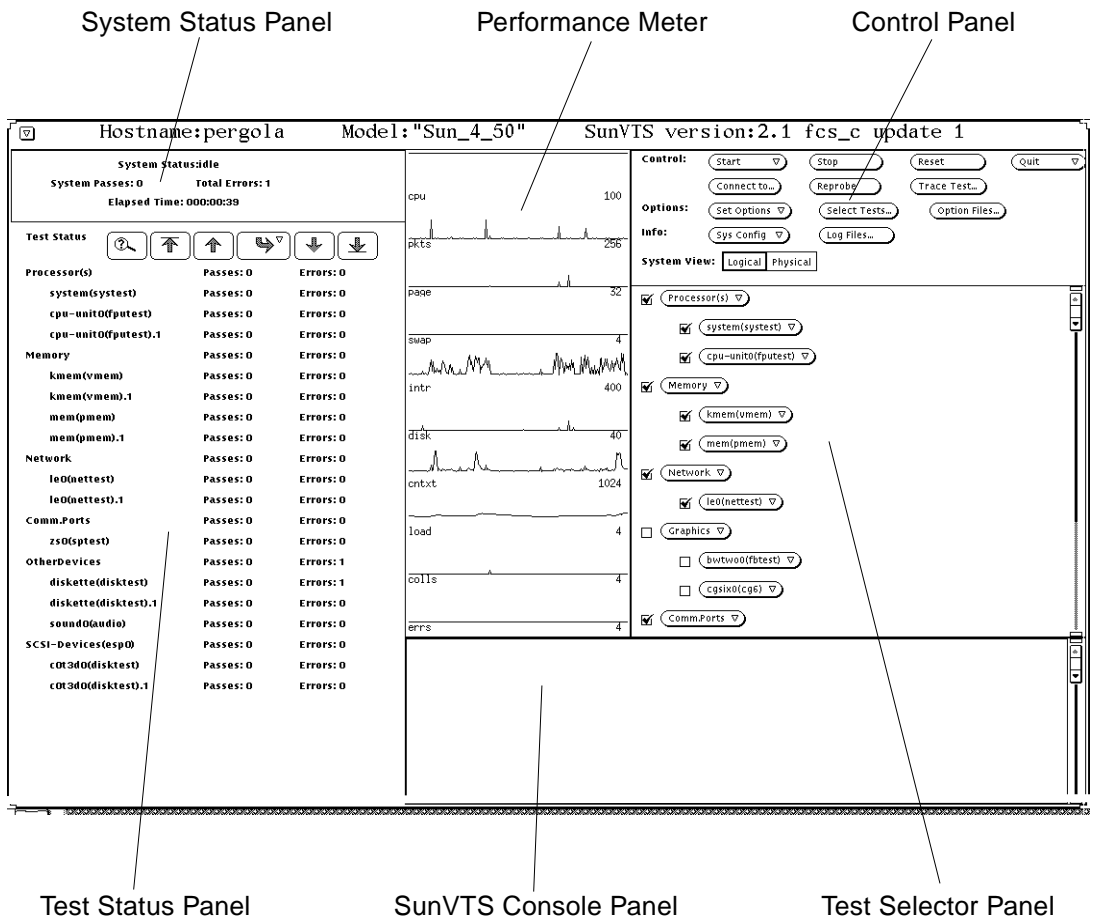 System Status Panel
Performance Meter
Control Panel
Hostname:pergola Model:"Sun_4_50" SunVTS version:2.1 fcs_c update 1
System Status:idle
System Passes: 0 Total Errors: 1
Elapsed Time: 000:00:39
Test Status
Processor(s) Passes: 0 Errors: 0
system(systest) Passes: 0 Errors: 0
cpu-unit0(fputest) Passes: 0 Errors: 0
cpu-unit0(fputest).1 Passes: 0 Errors: 0
Memory Passes: 0 Errors: 0
kmem(vmem) Passes: 0 Errors: 0
kmem(vmem).1 Passes: 0 Errors: 0
mem(pmem) Passes: 0 Errors: 0
mem(pmem).1 Passes: 0 Errors: 0
Network Passes: 0 Errors: 0
le0(nettest) Passes: 0 Errors: 0
le0(nettest).1 Passes: 0 Errors: 0
Comm.Ports Passes: 0 Errors: 0
zs0(sptest) Passes: 0 Errors: 0
OtherDevices Passes: 0 Errors: 1
diskette(disktest) Passes: 0 Errors: 1
diskette(disktest).1 Passes: 0 Errors: 0
sound0(audio) Passes: 0 Errors: 0
SCSI-Devices(esp0) Passes: 0 Errors: 0
c0t3d0(disktest) Passes: 0 Errors: 0
c0t3d0(disktest).1 Passes: 0 Errors: 0
cpu 100
pkts 256
page 32
swap 4
intr 400
disk 40
cntxt 1024
load 4
colls 4
errs 4
Control: Start Stop Reset Quit
Connect to... Reprobe Trace Test...
Options: Set Options Select Tests... Option Files...
Info: Sys Config Log Files...
System View: Logical Physical
Processor(s)
system(systest)
cpu-unit0(fputest)
Memory
kmem(vmem)
mem(pmem)
Network
le0(nettest)
Graphics
bwtwo0(fbtest)
cgsix0(cg6)
Comm.Ports
Test Status Panel
SunVTS Console Panel
Test Selector Panel